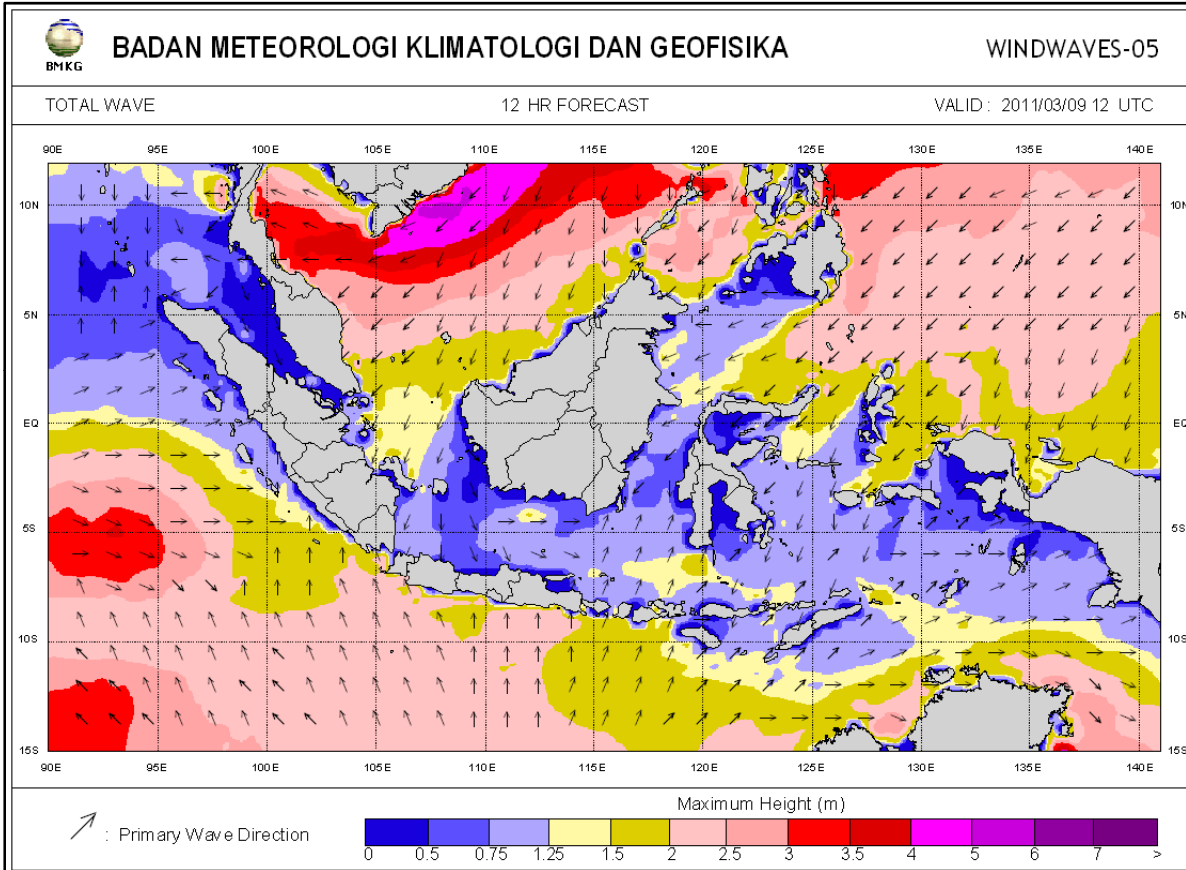 BMKG
BADAN METEOROLOGI KLIMATOLOGI DAN GEOFISIKA
WINDWAVES-05
TOTAL WAVE
12 HR FORECAST
VALID : 2011/03/09 12 UTC
90E 95E 100E 105E 110E 115E 120E 125E 130E 135E 140E
10N 10N
5N 5N
EQ EQ
5S 5S
10S 10S
15S 15S
90E 95E 100E 105E 110E 115E 120E 125E 130E 135E 140E
: Primary Wave Direction
Maximum Height (m)
0 0.5 0.75 1.25 1.5 2 2.5 3 3.5 4 5 6 7 >